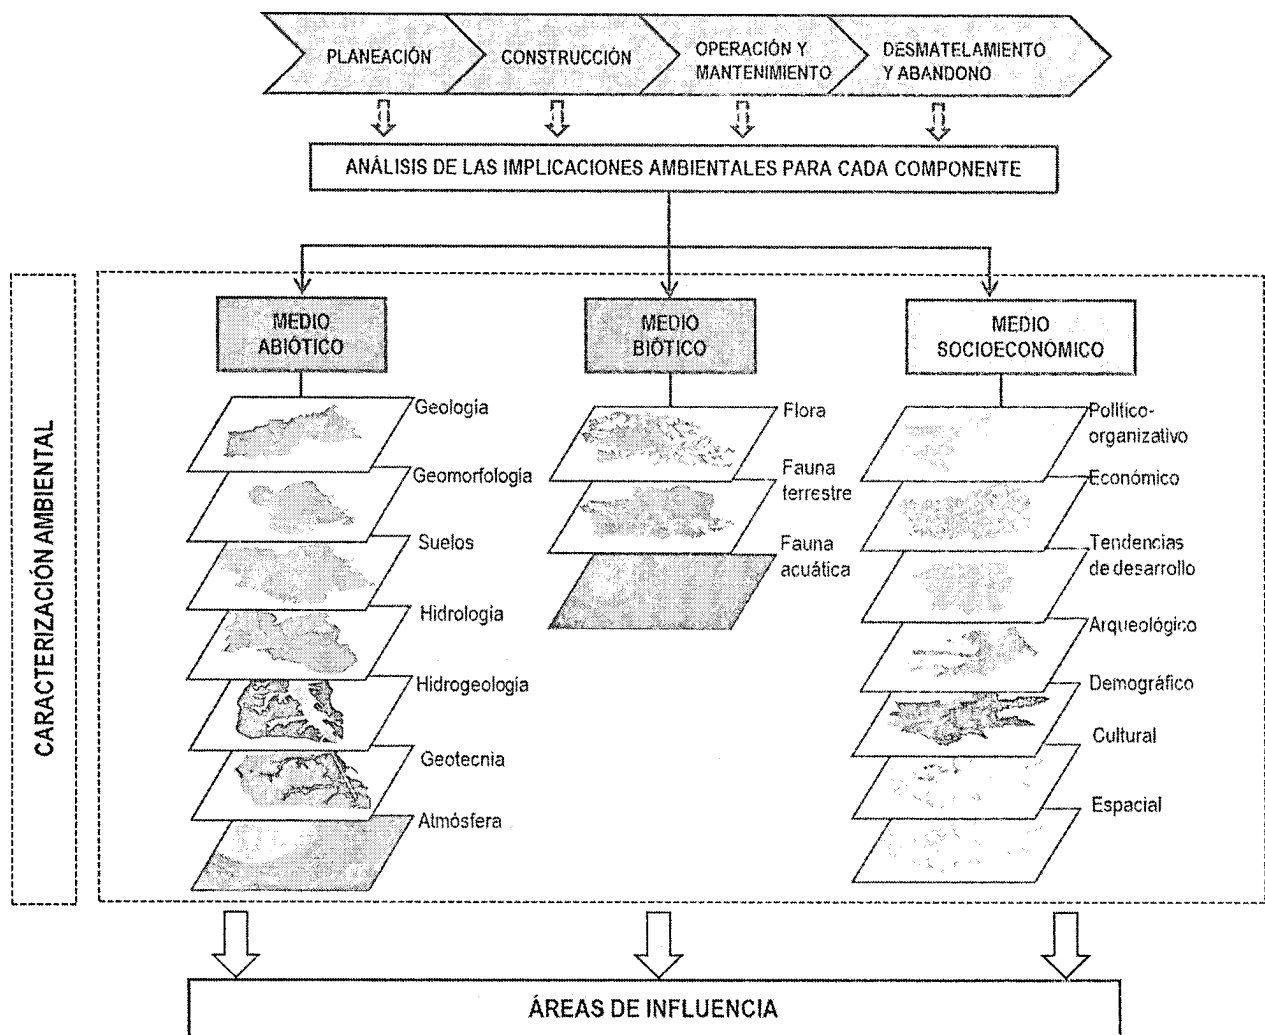 PLANEACIÓN
CONSTRUCCIÓN
OPERACIÓN Y
MANTENIMIENTO
DESMATELAMIENTO
Y ABANDONO
ANÁLISIS DE LAS IMPLICACIONES AMBIENTALES PARA CADA COMPONENTE
CARACTERIZACIÓN AMBIENTAL
MEDIO
ABIÓTICO
Geología
Geomorfología
Suelos
Hidrología
Hidrogeología
Geotecnia
Atmósfera
MEDIO
BIÓTICO
Flora
Fauna
terrestre
Fauna
acuática
MEDIO
SOCIOECONÓMICO
Político-
organizativo
Económico
Tendencias
de desarrollo
Arqueológico
Demográfico
Cultural
Espacial
ÁREAS DE INFLUENCIA